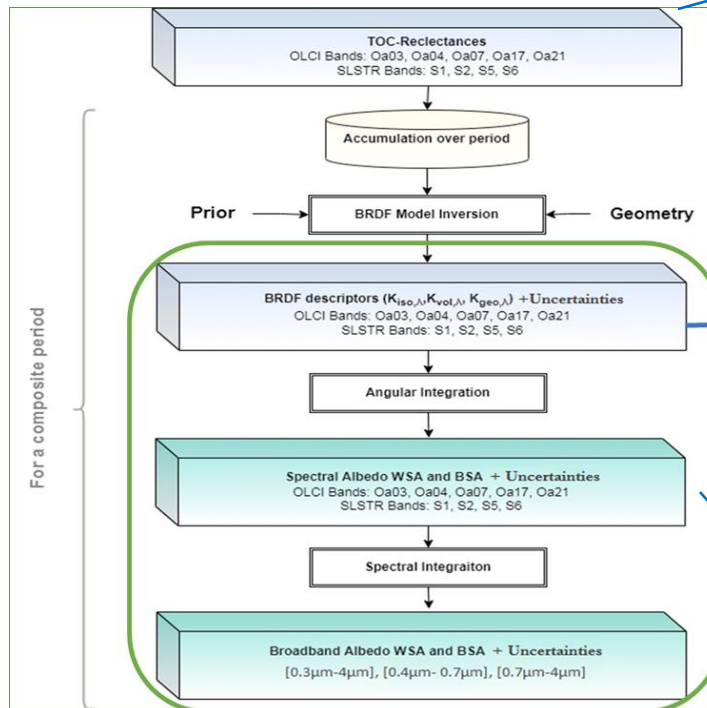 TOC-Reclectances
OLCI Bands: Oa03, Oa04, Oa07, Oa17, Oa21
SLSTR Bands: S1, S2, S5, S6
Accumulation over period
Prior
BRDF Model Inversion
Geometry
BRDF descriptors (Kiso,Λ,Kvol,Λ, Kgeo,Λ) +Uncertainties
OLCI Bands: Oa03, Oa04, Oa07, Oa17, Oa21
SLSTR Bands: S1, S2, S5, S6
Angular Integration
For a composite period
Spectral Albedo WSA and BSA + Uncertainties
OLCI Bands: Oa03, Oa04, Oa07, Oa17, Oa21
SLSTR Bands: S1, S2, S5, S6
Spectral Integraiton
Broadband Albedo WSA and BSA + Uncertainties
[0.3µm-4µm], [0.4µm- 0.7µm], [0.7µm-4µm]